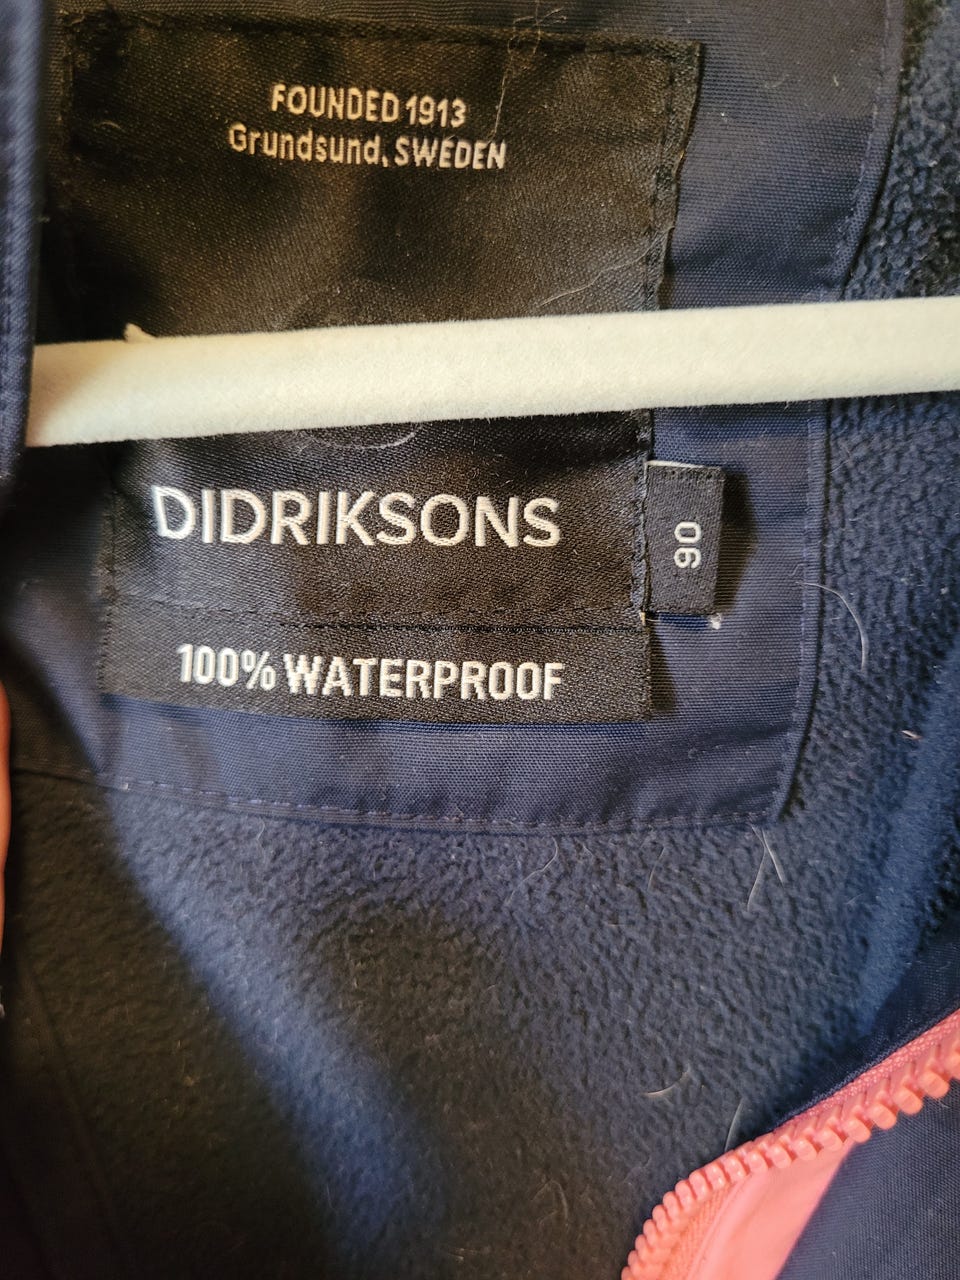 FOUNDED 1913
Grundsund, SWEDEN
DIDRIKSONS
90
100% WATERPROOF